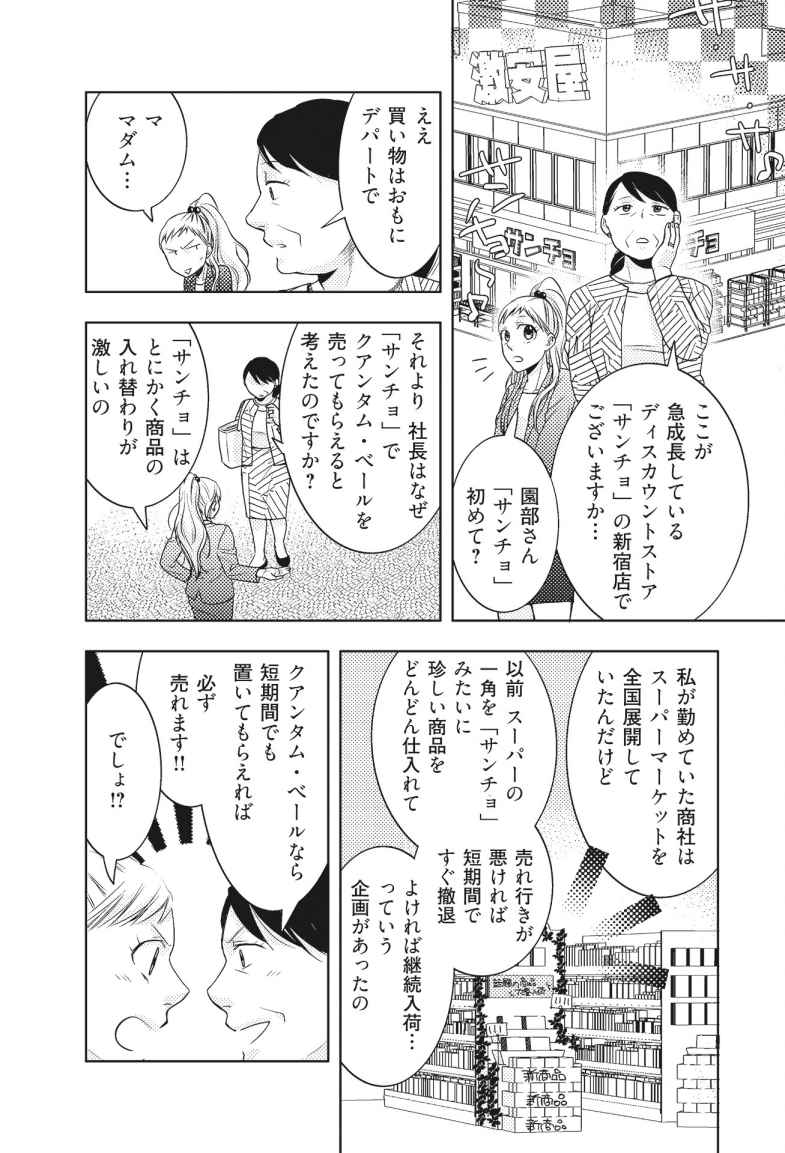 激安屋
サンチョ
ここが
急成長している
ディスカウントストア
「サンチョ」の新宿店で
ございますか…
園部さん
「サンチョ」
初めて?
ええ
買い物はおもに
デパートで
マ
マダム…
それより 社長はなぜ
「サンチョ」で
クアンタム・ベールを
売ってもらえると
考えたのですか?
「サンチョ」は
とにかく商品の
入れ替わりが
激しいの
私が勤めていた商社は
スーパーマーケットを
全国展開して
いたんだけど
以前 スーパーの
一角を「サンチョ」
みたいに
珍しい商品を
どんどん仕入れて
売れ行きが
悪ければ
短期間で
すぐ撤退
よければ継続入荷…
っていう
企画があったの
新商品
新商品
新商品
クアンタム・ベールなら
短期間でも
置いてもらえれば
必ず
売れます!!
でしょ!?